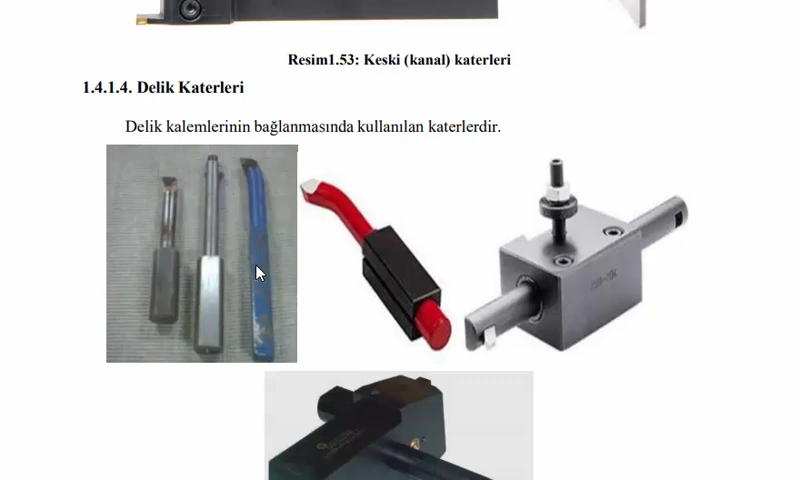 Resim1.53: Keski (kanal) katerleri
1.4.1.4. Delik Katerleri
Delik kalemlerinin bağlanmasında kullanılan katerlerdir.